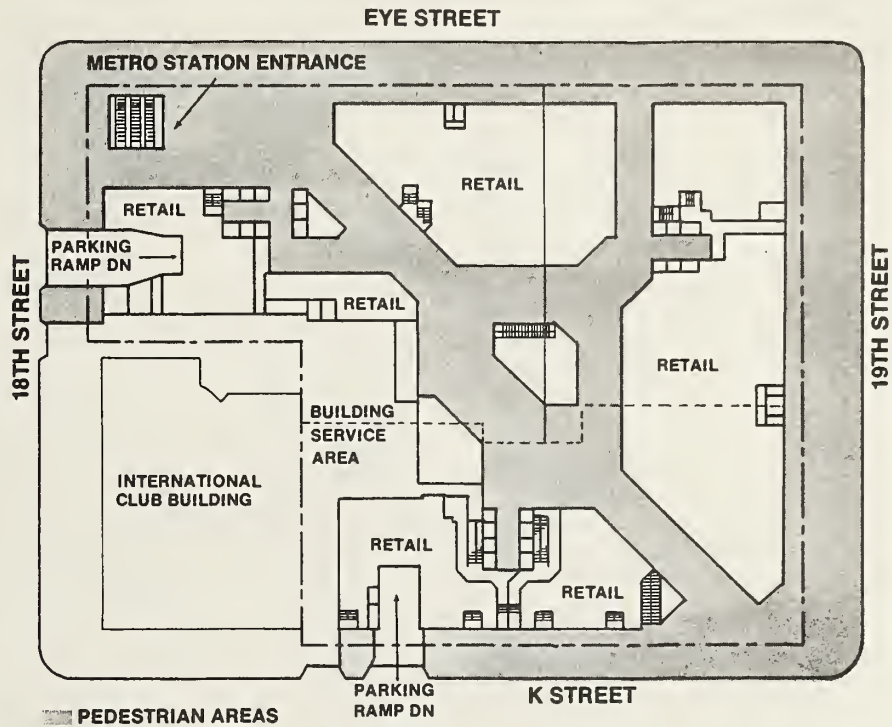 EYE STREET
METRO STATION ENTRANCE
RETAIL
RETAIL
PARKING
RAMP DN
18TH STREET
RETAIL
RETAIL
19TH STREET
BUILDING
SERVICE
AREA
INTERNATIONAL
CLUB BUILDING
RETAIL
RETAIL
PARKING
RAMP DN
K STREET
PEDESTRIAN AREAS